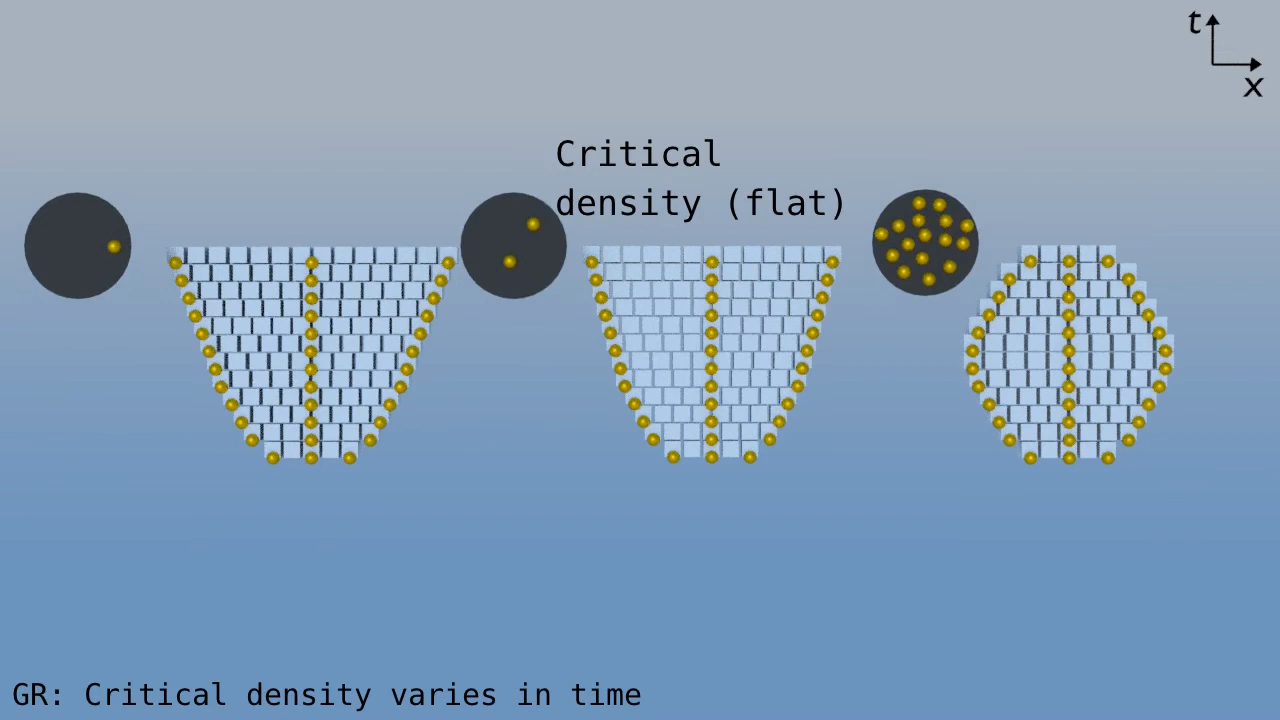 t
x
Critical
density (flat)
GR: Critical density varies in time